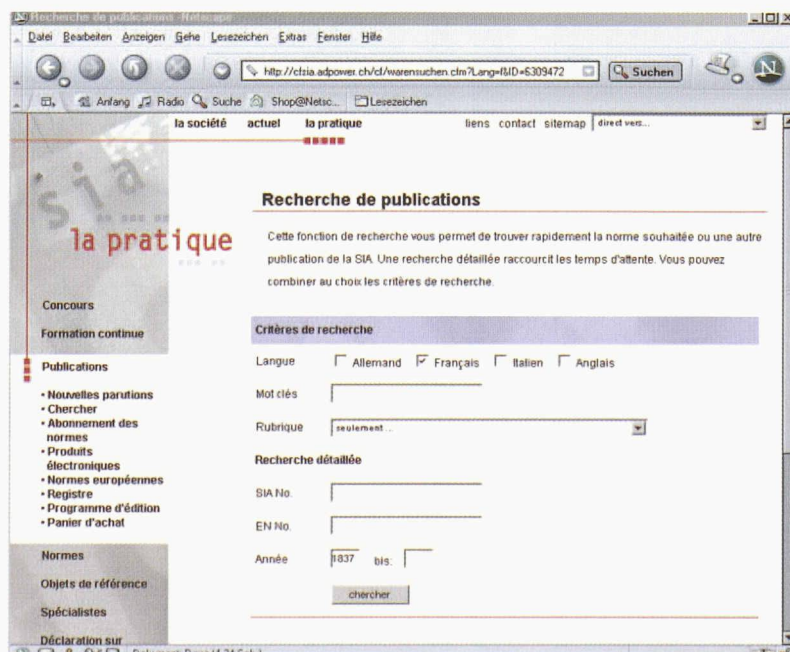 Recherche de publications - Netscape
Datei Bearbeiten Anzeigen Gehe Lesezeichen Extras Fenster Hilfe
http://cfsia.adpower.ch/cf/warensuchen.cfm?Lang=f&ID=6309472 Suchen
Anfang Radio Suche Shop@Netsc... Lesezeichen
la société actuel la pratique liens contact sitemap direct vers...
sia
la pratique
Recherche de publications
Cette fonction de recherche vous permet de trouver rapidement la norme souhaitée ou une autre
publication de la SIA. Une recherche détaillée raccourcit les temps d'attente. Vous pouvez
combiner au choix les critères de recherche.
Concours
Formation continue
Publications
• Nouvelles parutions
• Chercher
• Abonnement des
normes
• Produits
électroniques
• Normes européennes
• Registre
• Programme d'édition
• Panier d'achat
Normes
Objets de référence
Spécialistes
Déclaration sur
Critères de recherche
Langue Allemand Français Italien Anglais
Mot clés
Rubrique seulement...
Recherche détaillée
SIA No.
EN No.
Année 1837 bis:
chercher